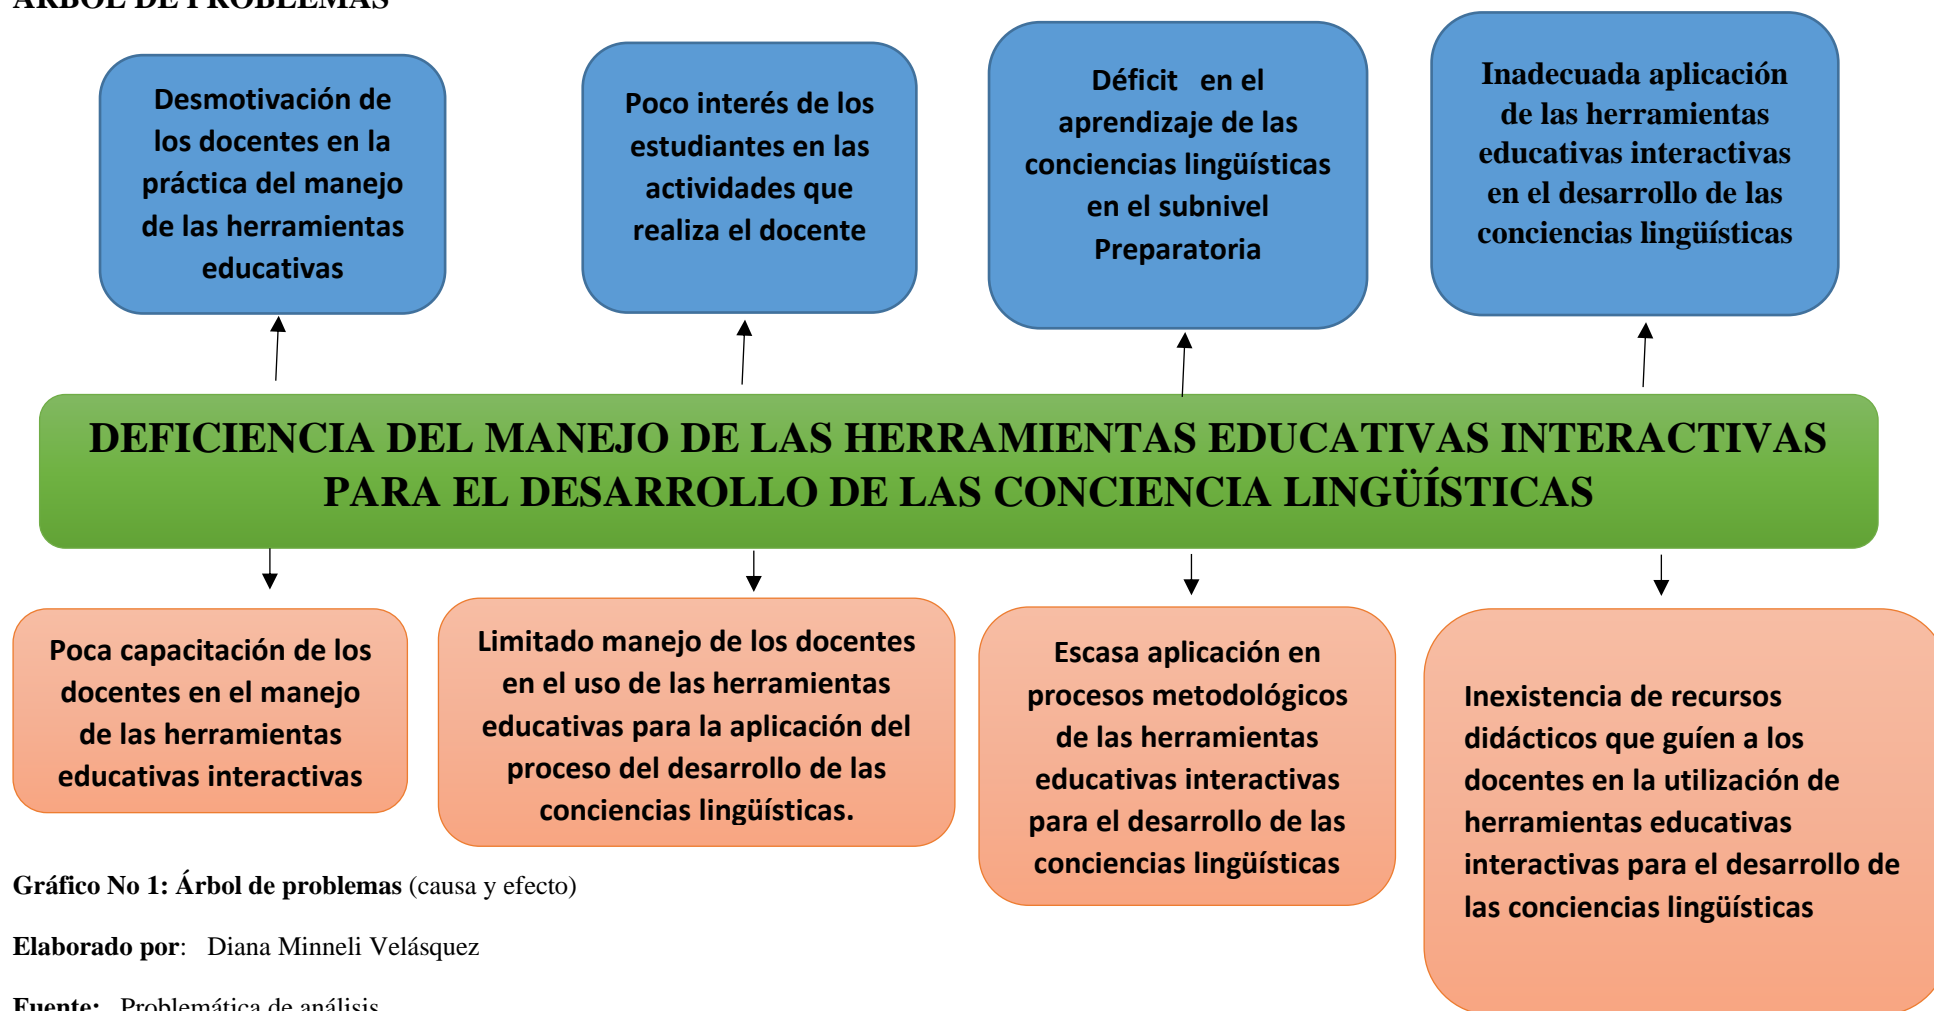 ÁRBOL DE PROBLEMAS
Desmotivación de
los docentes en la
práctica del manejo
de las herramientas
educativas
Poco interés de los
estudiantes en las
actividades que
realiza el docente
Déficit en el
aprendizaje de las
conciencias lingüísticas
en el subnivel
Preparatoria
Inadecuada aplicación
de las herramientas
educativas interactivas
en el desarrollo de las
conciencias lingüísticas
DEFICIENCIA DEL MANEJO DE LAS HERRAMIENTAS EDUCATIVAS INTERACTIVAS
PARA EL DESARROLLO DE LAS CONCIENCIA LINGÜÍSTICAS
Poca capacitación de los
docentes en el manejo
de las herramientas
educativas interactivas
Limitado manejo de los docentes
en el uso de las herramientas
educativas para la aplicación del
proceso del desarrollo de las
conciencias lingüísticas.
Escasa aplicación en
procesos metodológicos
de las herramientas
educativas interactivas
para el desarrollo de las
conciencias lingüísticas
Inexistencia de recursos
didácticos que guíen a los
docentes en la utilización de
herramientas educativas
interactivas para el desarrollo de
las conciencias lingüísticas
Gráfico No 1: Árbol de problemas (causa y efecto)
Elaborado por: Diana Minneli Velásquez
Fuente: Problemática de análisis